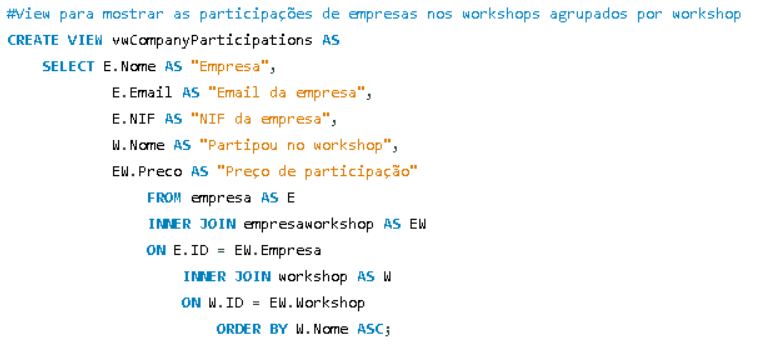 #View para mostrar as participações de empresas nos workshops agrupados por workshop
CREATE VIEW vwCompanyParticipations AS
SELECT E.Nome AS "Empresa",
E.Email AS "Email da empresa",
E.NIF AS "NIF da empresa",
W.Nome AS "Partipou no workshop",
EW.Preco AS "Preço de participação"
FROM empresa AS E
INNER JOIN empresaworkshop AS EW
ON E.ID = EW.Empresa
INNER JOIN workshop AS W
ON W.ID = EW.Workshop
ORDER BY W.Nome ASC;